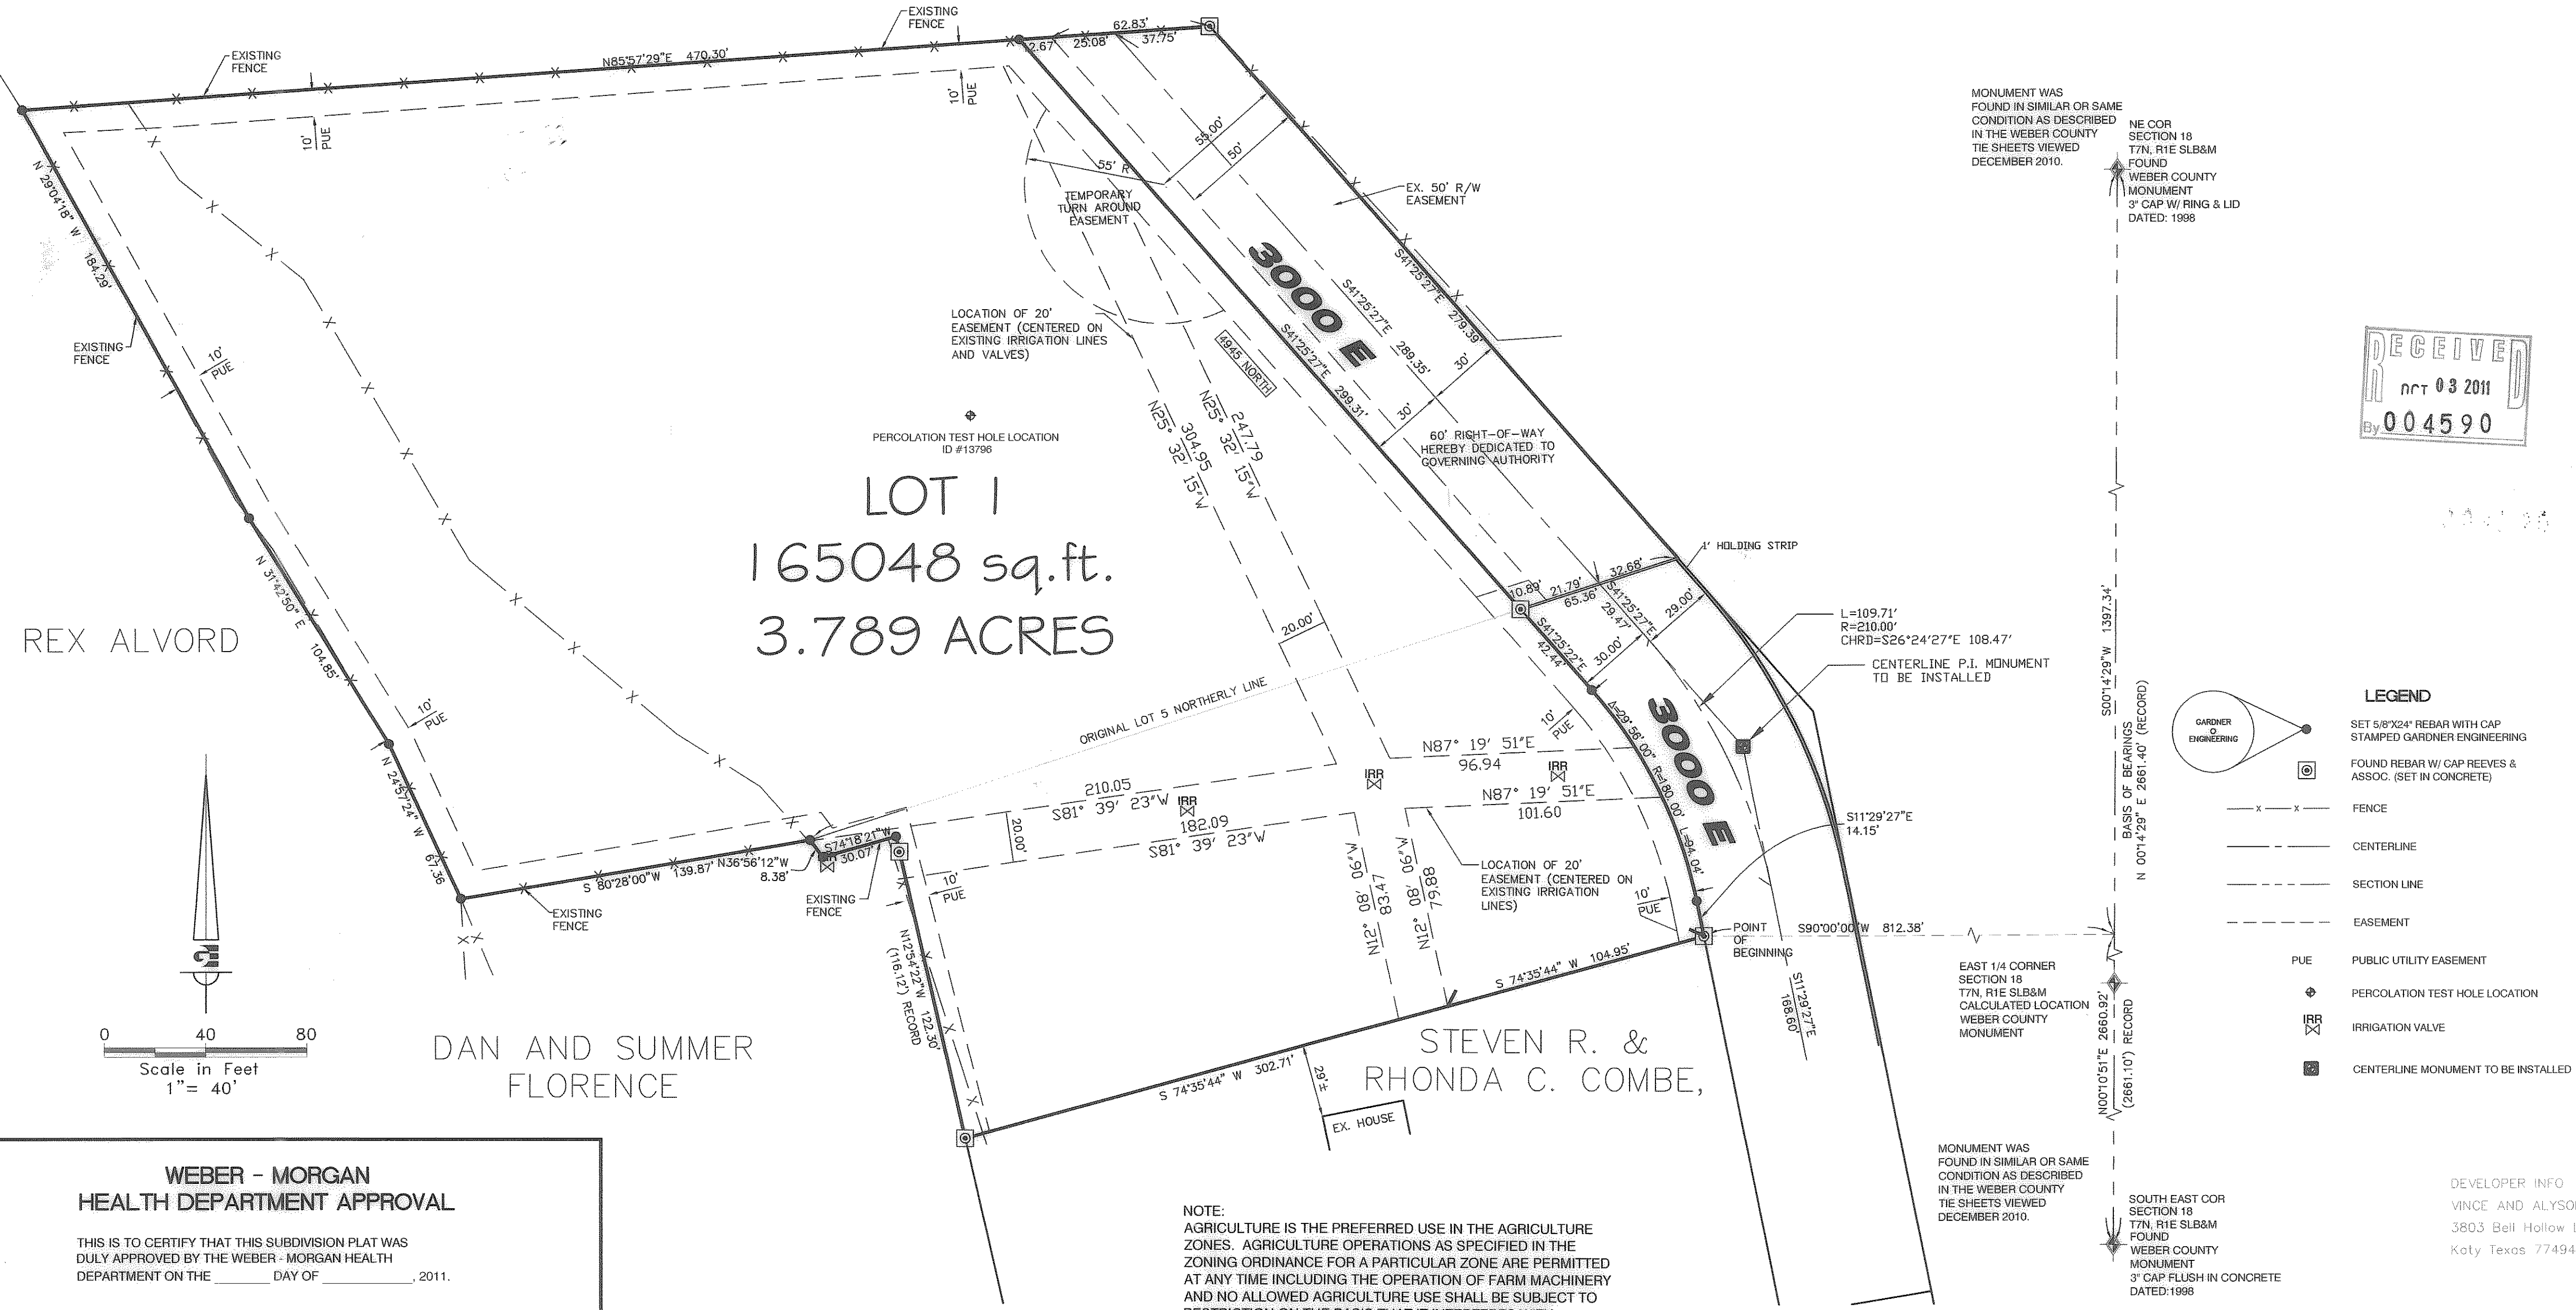 EXISTING
FENCE
EXISTING
FENCE
N85°57'29"E 470.30'
62.83'
12.67'
25.08'
37.75'
10'
PUE
10'
PUE
N 29°04'18" W 184.29'
EXISTING
FENCE
10'
PUE
55.00'
50'
55' R
TEMPORARY
TURN AROUND
EASEMENT
EX. 50' R/W
EASEMENT
MONUMENT WAS
FOUND IN SIMILAR OR SAME
CONDITION AS DESCRIBED
IN THE WEBER COUNTY
TIE SHEETS VIEWED
DECEMBER 2010.
NE COR
SECTION 18
T7N, R1E SLB&M
FOUND
WEBER COUNTY
MONUMENT
3" CAP W/ RING & LID
DATED: 1998
3000 E
S41°25'27"E 279.39'
S41°25'27"E 289.35'
S41°25'27"E 299.31'
30'
30'
4945 NORTH
LOCATION OF 20'
EASEMENT (CENTERED ON
EXISTING IRRIGATION LINES
AND VALVES)
304.95
N25° 32' 15"W
247.79
N25° 32' 15"W
60' RIGHT-OF-WAY
HEREBY DEDICATED TO
GOVERNING AUTHORITY
PERCOLATION TEST HOLE LOCATION
ID #13796
LOT 1
165048 sq.ft.
3.789 ACRES
RECEIVED
OCT 03 2011
By 004590
N 31°42'50" E 104.85'
REX ALVORD
10'
PUE
N 24°57'24" W 67.36
20.00'
ORIGINAL LOT 5 NORTHERLY LINE
1' HOLDING STRIP
10.89'
21.79'
32.68'
65.36'
S41°25'27"E
29.47'
29.00'
S41°25'22"E
42.44'
30.00'
L=109.71'
R=210.00'
CHRD=S26°24'27"E 108.47'
CENTERLINE P.I. MONUMENT
TO BE INSTALLED
3000 E
10'
PUE
Δ=29°56'00" R=180.00' L=94.04'
N87° 19' 51"E
96.94
IRR
IRR
N87° 19' 51"E
101.60
210.05
S81° 39' 23"W
IRR
182.09
S81° 39' 23"W
20.00'
S74°18'21"W
30.07'
N36°56'12"W
8.38'
S 80°28'00"W 139.87'
EXISTING
FENCE
EXISTING
FENCE
10'
PUE
N12°54'22"W 122.30'
(116.12') RECORD
N12° 08' 06"W
83.47
N12° 08' 06"W
79.88
LOCATION OF 20'
EASEMENT (CENTERED ON
EXISTING IRRIGATION
LINES)
10'
PUE
S11°29'27"E
14.15'
POINT
OF
BEGINNING
S90°00'00"W 812.38'
S11°29'27"E
168.60'
S 74°35'44" W 104.95'
S 74°35'44" W 302.71'
29'±
EX. HOUSE
STEVEN R. &
RHONDA C. COMBE,
DAN AND SUMMER
FLORENCE
0 40 80
Scale in Feet
1"= 40'
S00°14'29"W 1397.34'
BASIS OF BEARINGS
N 00°14'29" E 2661.40' (RECORD)
EAST 1/4 CORNER
SECTION 18
T7N, R1E SLB&M
CALCULATED LOCATION
WEBER COUNTY
MONUMENT
N00°10'51"E 2660.92'
(2661.10') RECORD
MONUMENT WAS
FOUND IN SIMILAR OR SAME
CONDITION AS DESCRIBED
IN THE WEBER COUNTY
TIE SHEETS VIEWED
DECEMBER 2010.
SOUTH EAST COR
SECTION 18
T7N, R1E SLB&M
FOUND
WEBER COUNTY
MONUMENT
3" CAP FLUSH IN CONCRETE
DATED:1998
LEGEND
GARDNER
ENGINEERING
SET 5/8"X24" REBAR WITH CAP
STAMPED GARDNER ENGINEERING
FOUND REBAR W/ CAP REEVES &
ASSOC. (SET IN CONCRETE)
FENCE
CENTERLINE
SECTION LINE
EASEMENT
PUE PUBLIC UTILITY EASEMENT
PERCOLATION TEST HOLE LOCATION
IRR
IRRIGATION VALVE
CENTERLINE MONUMENT TO BE INSTALLED
DEVELOPER INFO
VINCE AND ALYSO
3803 Bell Hollow L
Katy Texas 77494
WEBER - MORGAN
HEALTH DEPARTMENT APPROVAL
THIS IS TO CERTIFY THAT THIS SUBDIVISION PLAT WAS
DULY APPROVED BY THE WEBER - MORGAN HEALTH
DEPARTMENT ON THE ________ DAY OF ____________, 2011.
NOTE:
AGRICULTURE IS THE PREFERRED USE IN THE AGRICULTURE
ZONES. AGRICULTURE OPERATIONS AS SPECIFIED IN THE
ZONING ORDINANCE FOR A PARTICULAR ZONE ARE PERMITTED
AT ANY TIME INCLUDING THE OPERATION OF FARM MACHINERY
AND NO ALLOWED AGRICULTURE USE SHALL BE SUBJECT TO